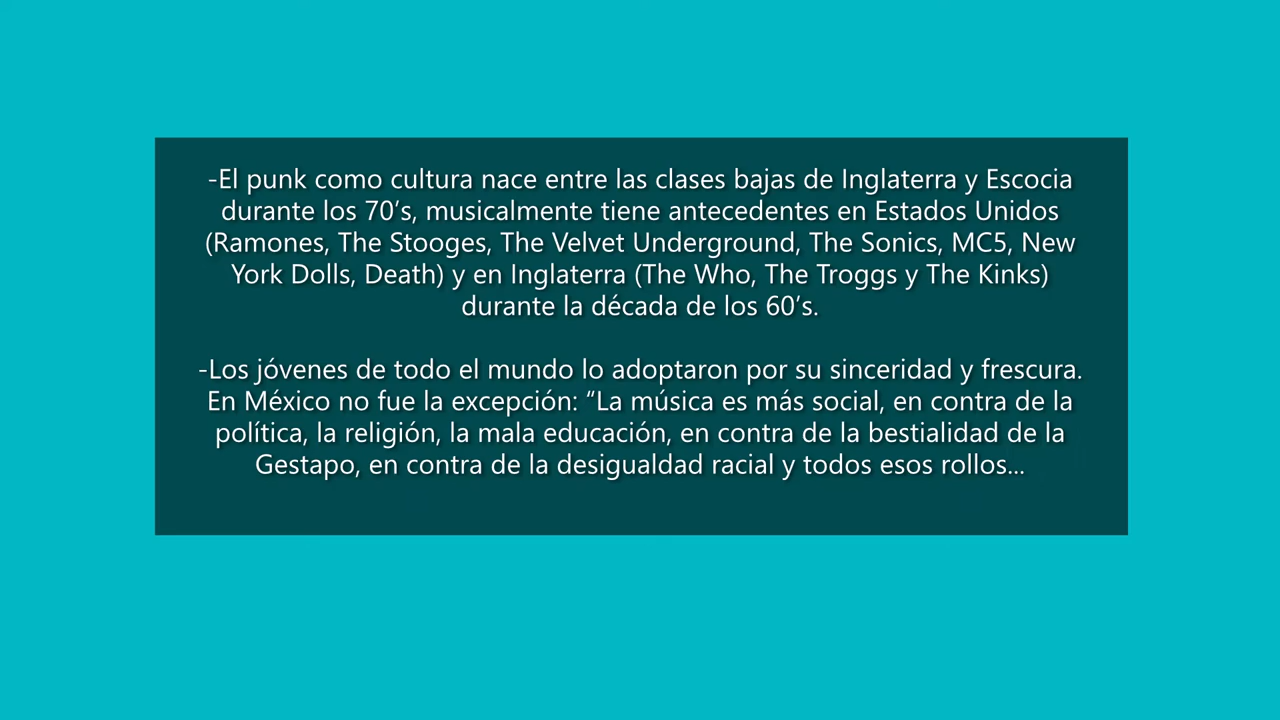 -El punk como cultura nace entre las clases bajas de Inglaterra y Escocia
durante los 70’s, musicalmente tiene antecedentes en Estados Unidos
(Ramones, The Stooges, The Velvet Underground, The Sonics, MC5, New
York Dolls, Death) y en Inglaterra (The Who, The Troggs y The Kinks)
durante la década de los 60’s.
-Los jóvenes de todo el mundo lo adoptaron por su sinceridad y frescura.
En México no fue la excepción: “La música es más social, en contra de la
política, la religión, la mala educación, en contra de la bestialidad de la
Gestapo, en contra de la desigualdad racial y todos esos rollos...